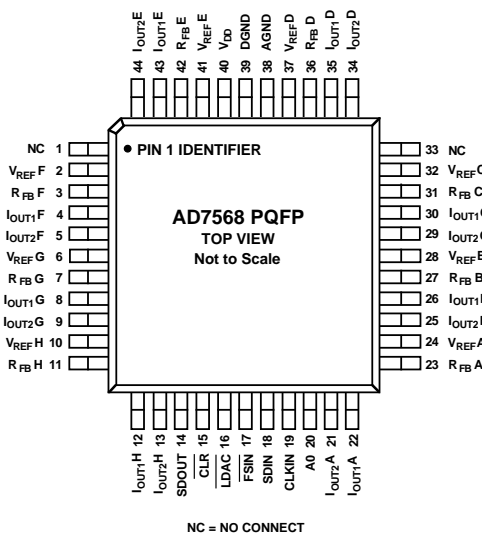 44 IOUT2E
43 IOUT1E
42 RFBE
41 VREFE
40 VDD
39 DGND
38 AGND
37 VREFD
36 RFBD
35 IOUT1D
34 IOUT2D
NC 1
VREFF 2
RFBF 3
IOUT1F 4
IOUT2F 5
VREFG 6
RFBG 7
IOUT1G 8
IOUT2G 9
VREFH 10
RFBH 11
PIN 1 IDENTIFIER
AD7568 PQFP
TOP VIEW
Not to Scale
33 NC
32 VREFC
31 RFBC
30 IOUT1
29 IOUT2
28 VREF
27 RFBB
26 IOUT1
25 IOUT2
24 VREFA
23 RFBA
IOUT1H 12
IOUT2H 13
SDOUT 14
CLR 15
LDAC 16
FSIN 17
SDIN 18
CLKIN 19
A0 20
IOUT2A 21
IOUT1A 22
NC = NO CONNECT